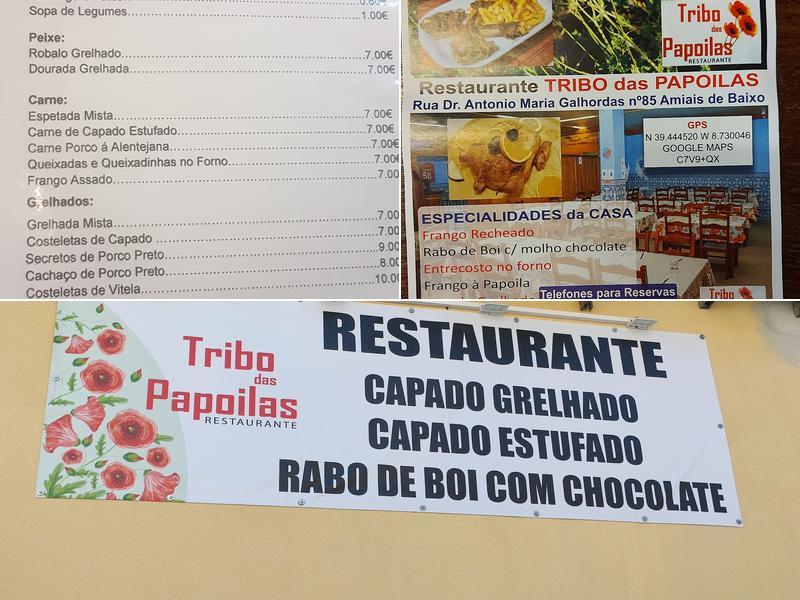 Sopa de Legumes 1.00€
Peixe:
Robalo Grelhado 7.00€
Dourada Grelhada 7.00€
Carne:
Espetada Mista 7.00€
Carne de Capado Estufado 7.00€
Carne Porco á Alentejana 7.00€
Queixadas e Queixadinhas no Forno 7.00€
Frango Assado 7.00
Grelhados:
Grelhada Mista 7.00
Costeletas de Capado 7.00
Secretos de Porco Preto 9.00
Cachaço de Porco Preto 8.00
Costeletas de Vitela 10.00
Tribo
das
Papoilas
RESTAURANTE
Restaurante TRIBO das PAPOILAS
Rua Dr. Antonio Maria Galhordas nº85 Amiais de Baixo
GPS
N 39.444520 W 8.730046
GOOGLE MAPS
C7V9+QX
ESPECIALIDADES da CASA
Frango Recheado
Rabo de Boi c/ molho chocolate
Entrecosto no forno
Frango à Papoila
Telefones para Reservas
Tribo
Tribo
das
Papoilas
RESTAURANTE
RESTAURANTE
CAPADO GRELHADO
CAPADO ESTUFADO
RABO DE BOI COM CHOCOLATE